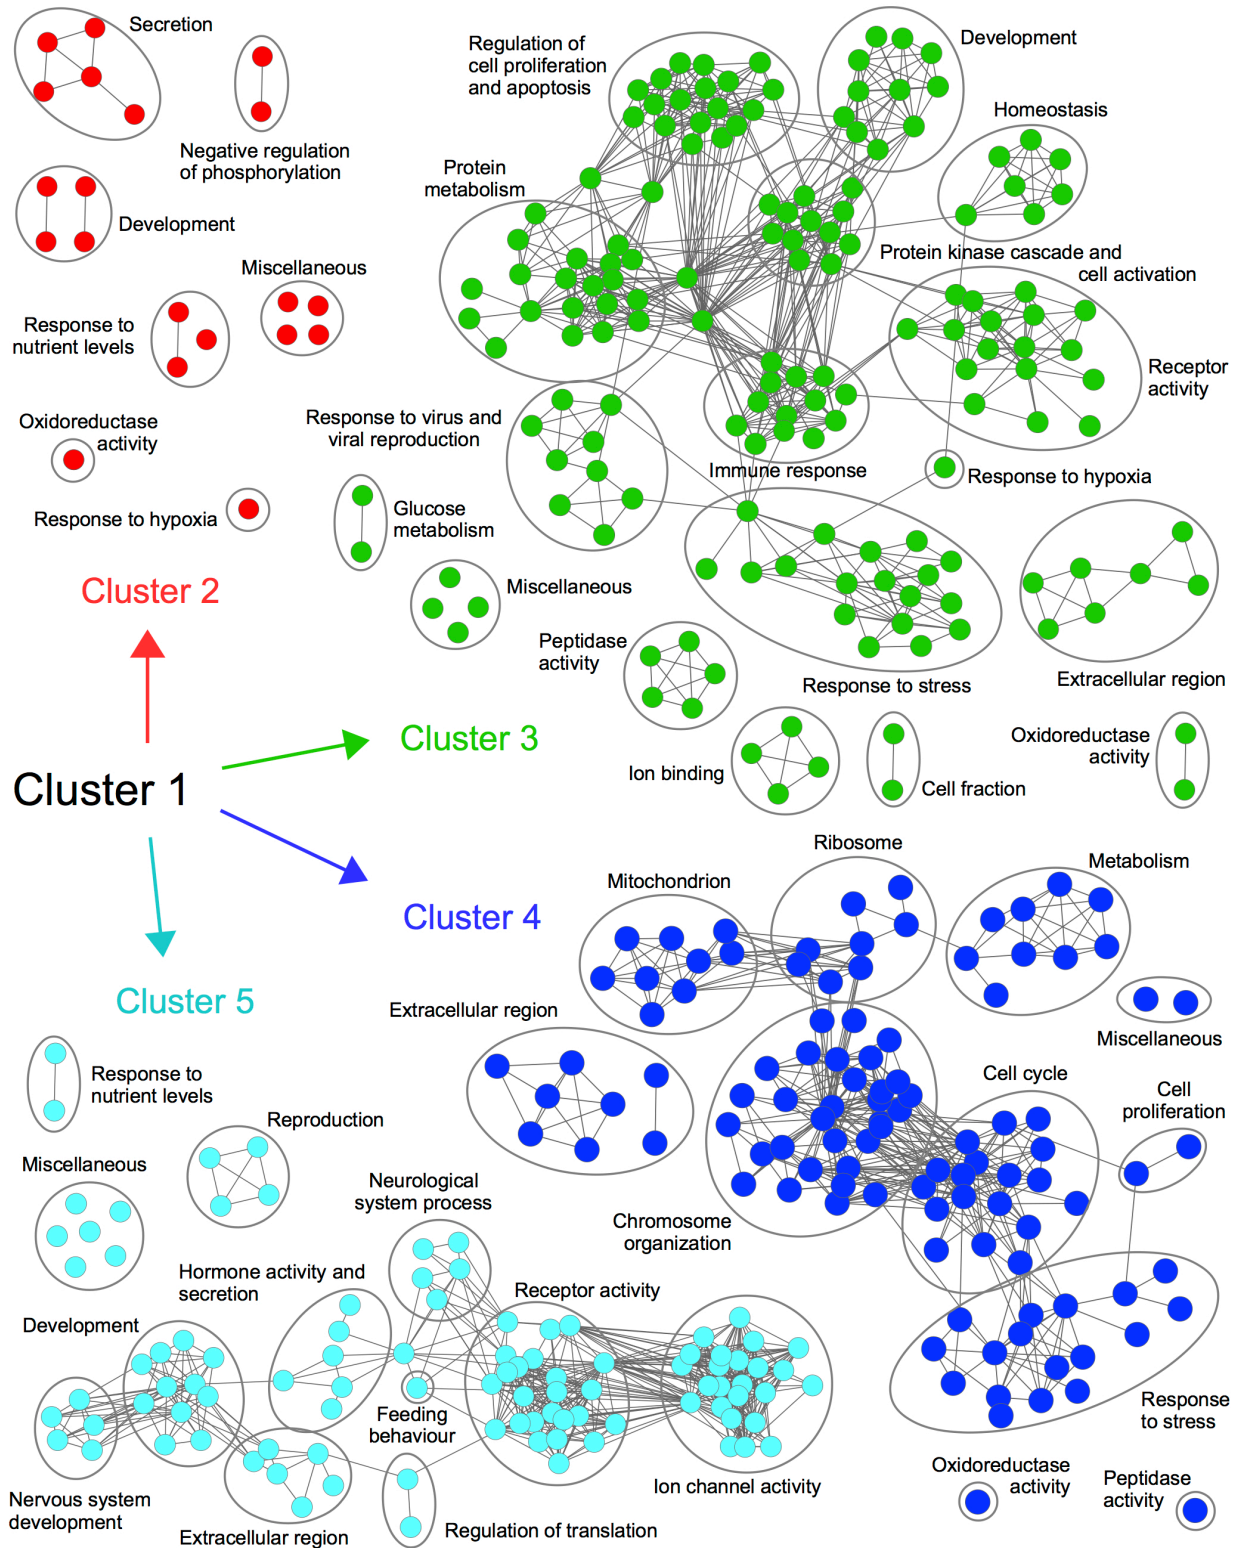 Secretion
Negative regulation
of phosphorylation
Development
Miscellaneous
Response to
nutrient levels
Oxidoreductase
activity
Response to hypoxia
Cluster 2
Regulation of
cell proliferation
and apoptosis
Development
Homeostasis
Protein
metabolism
Protein kinase cascade and
cell activation
Receptor
activity
Response to virus and
viral reproduction
Immune response
Response to hypoxia
Glucose
metabolism
Miscellaneous
Peptidase
activity
Response to stress
Extracellular region
Cluster 3
Ion binding
Cell fraction
Oxidoreductase
activity
Cluster 1
Ribosome
Metabolism
Mitochondrion
Cluster 4
Extracellular region
Miscellaneous
Cell cycle
Cell
proliferation
Chromosome
organization
Response
to stress
Oxidoreductase
activity
Peptidase
activity
Cluster 5
Response to
nutrient levels
Reproduction
Miscellaneous
Neurological
system process
Hormone activity and
secretion
Receptor activity
Development
Feeding
behaviour
Ion channel activity
Nervous system
development
Extracellular region
Regulation of translation